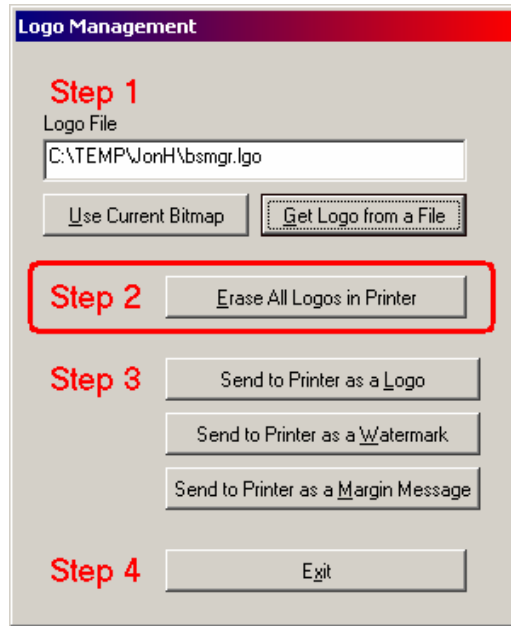 Logo Management
Step 1
Logo File
C:\TEMP\JonH\bsmgr.lgo
Use Current Bitmap Get Logo from a File
Step 2 Erase All Logos in Printer
Step 3 Send to Printer as a Logo
Send to Printer as a Watermark
Send to Printer as a Margin Message
Step 4 Exit